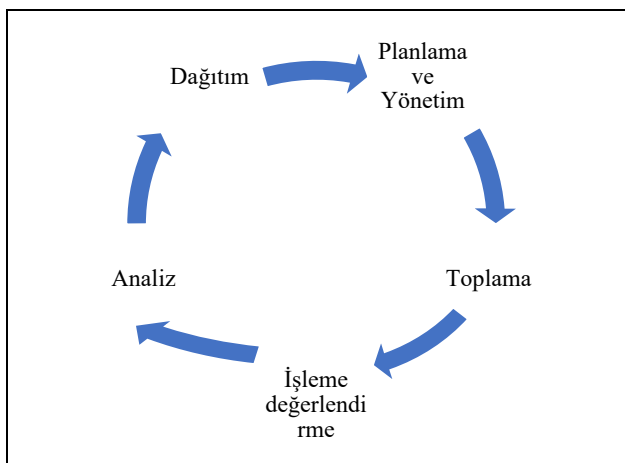 Dağıtım
Planlama
ve
Yönetim
Toplama
İşleme
değerlendi
rme
Analiz